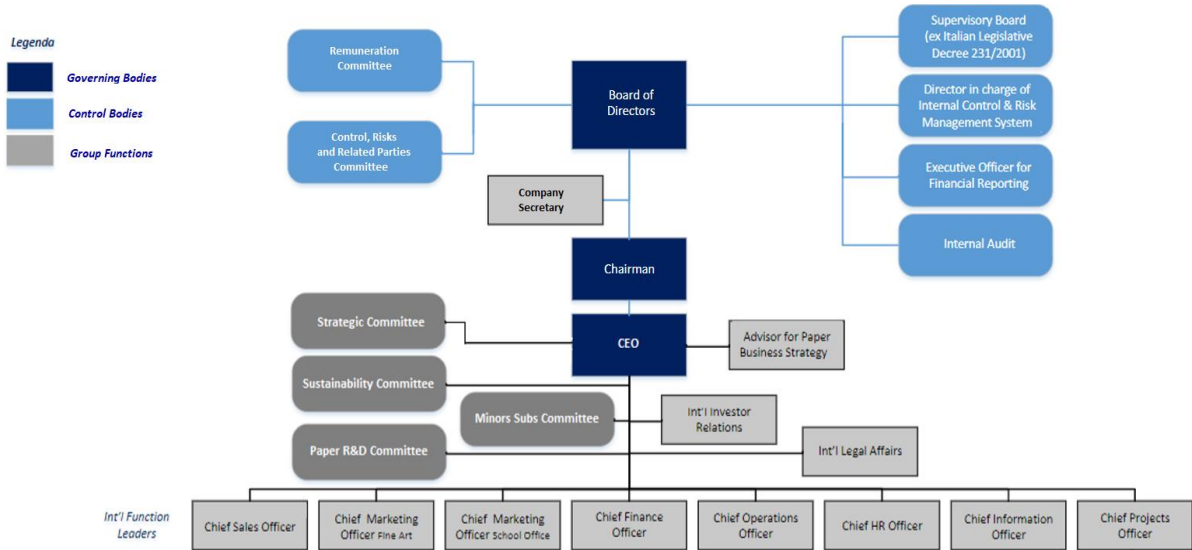 Legenda
Governing Bodies
Control Bodies
Group Functions
Remuneration
Committee
Control, Risks
and Related Parties
Committee
Board of
Directors
Supervisory Board
(ex Italian Legislative
Decree 231/2001)
Director in charge of
Internal Control & Risk
Management System
Executive Officer for
Financial Reporting
Internal Audit
Company
Secretary
Chairman
Strategic Committee
CEO
Advisor for Paper
Business Strategy
Sustainability Committee
Minors Subs Committee
Int'l Investor
Relations
Paper R&D Committee
Int'l Legal Affairs
Int'l Function
Leaders
Chief Sales Officer
Chief Marketing
Officer Fine Art
Chief Marketing
Officer School Office
Chief Finance
Officer
Chief Operations
Officer
Chief HR Officer
Chief Information
Officer
Chief Projects
Officer